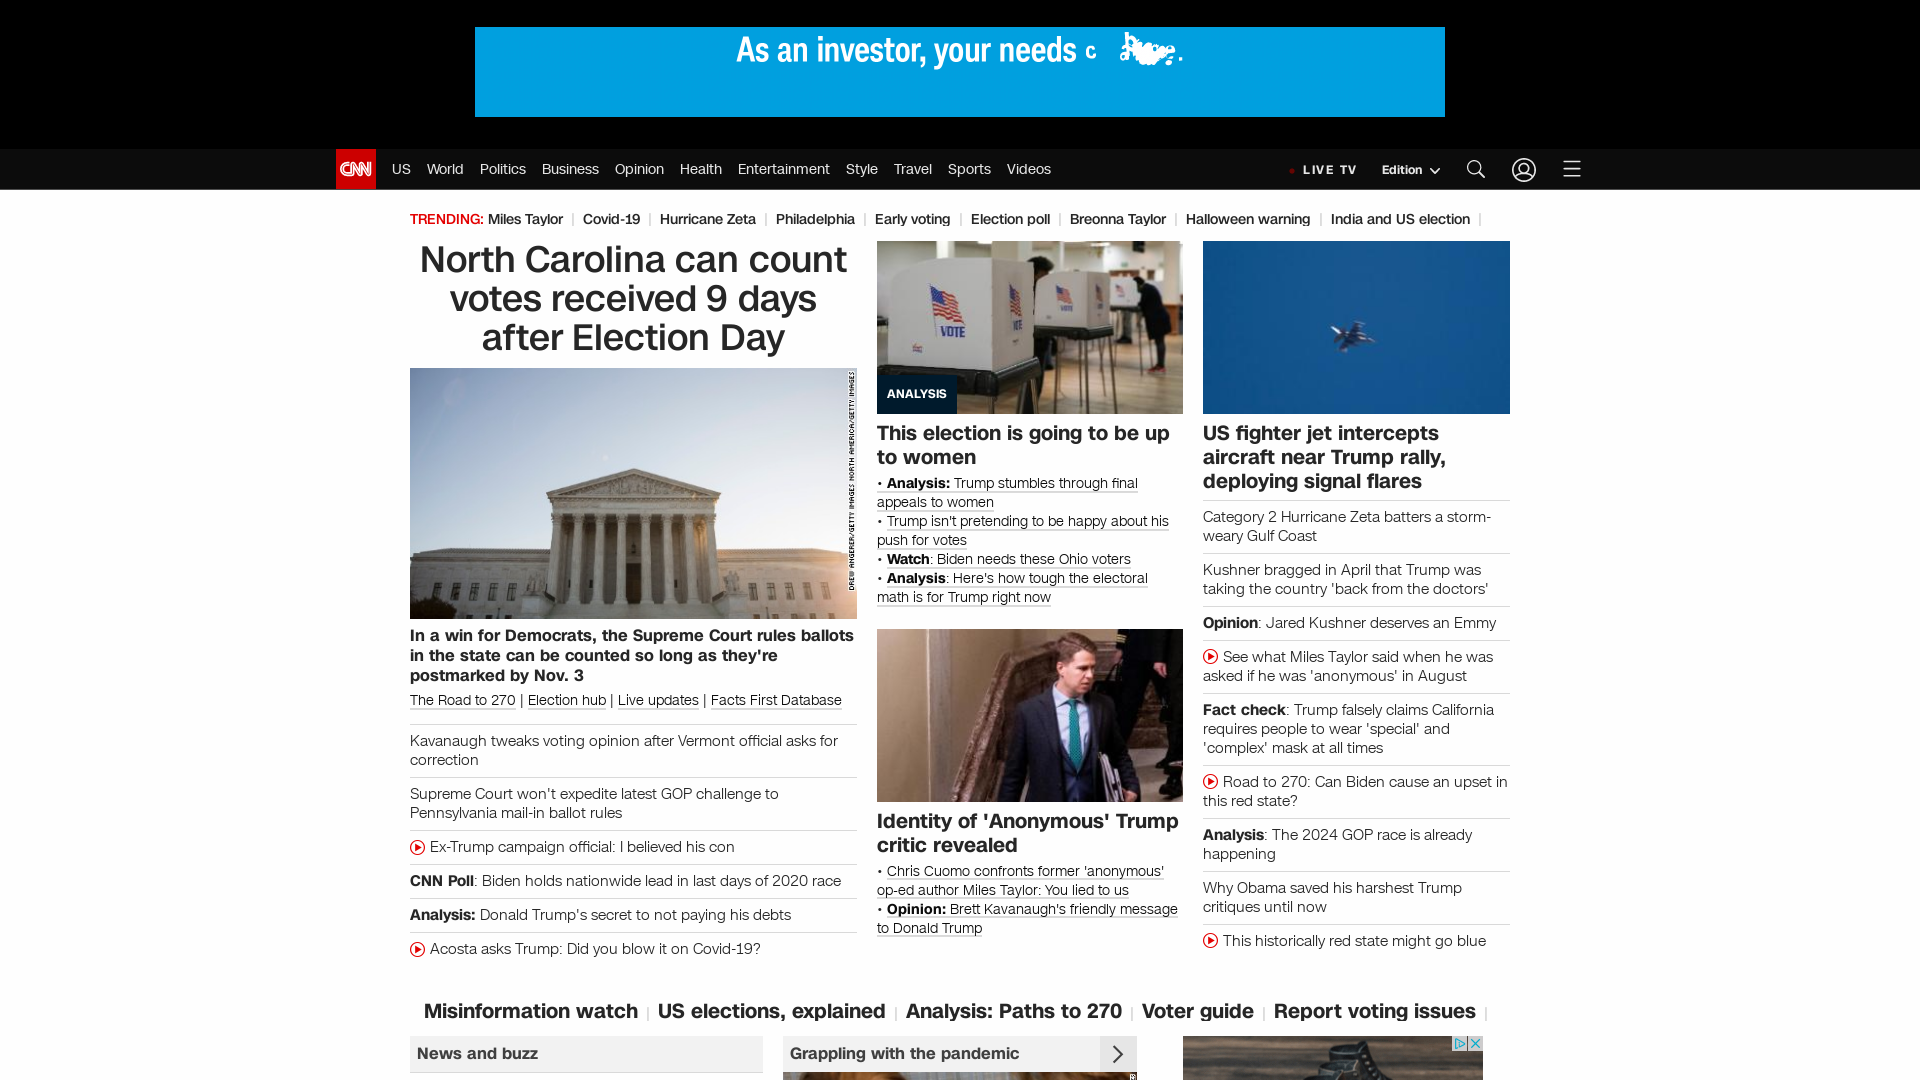 As an investor, your needs c
CNN
US World Politics Business Opinion Health Entertainment Style Travel Sports Videos
LIVE TV Edition
TRENDING: Miles Taylor | Covid-19 | Hurricane Zeta | Philadelphia | Early voting | Election poll | Breonna Taylor | Halloween warning | India and US election |
North Carolina can count
votes received 9 days
after Election Day
DREW ANGERER/GETTY IMAGES NORTH AMERICA/GETTY IMAGES
In a win for Democrats, the Supreme Court rules ballots
in the state can be counted so long as they're
postmarked by Nov. 3
The Road to 270 | Election hub | Live updates | Facts First Database
Kavanaugh tweaks voting opinion after Vermont official asks for
correction
Supreme Court won't expedite latest GOP challenge to
Pennsylvania mail-in ballot rules
Ex-Trump campaign official: I believed his con
CNN Poll: Biden holds nationwide lead in last days of 2020 race
Analysis: Donald Trump's secret to not paying his debts
Acosta asks Trump: Did you blow it on Covid-19?
VOTE
VOTE
VOTE
ANALYSIS
This election is going to be up
to women
• Analysis: Trump stumbles through final
appeals to women
• Trump isn't pretending to be happy about his
push for votes
• Watch: Biden needs these Ohio voters
• Analysis: Here's how tough the electoral
math is for Trump right now
Identity of 'Anonymous' Trump
critic revealed
• Chris Cuomo confronts former 'anonymous'
op-ed author Miles Taylor: You lied to us
• Opinion: Brett Kavanaugh's friendly message
to Donald Trump
US fighter jet intercepts
aircraft near Trump rally,
deploying signal flares
Category 2 Hurricane Zeta batters a storm-
weary Gulf Coast
Kushner bragged in April that Trump was
taking the country 'back from the doctors'
Opinion: Jared Kushner deserves an Emmy
See what Miles Taylor said when he was
asked if he was 'anonymous' in August
Fact check: Trump falsely claims California
requires people to wear 'special' and
'complex' mask at all times
Road to 270: Can Biden cause an upset in
this red state?
Analysis: The 2024 GOP race is already
happening
Why Obama saved his harshest Trump
critiques until now
This historically red state might go blue
Misinformation watch | US elections, explained | Analysis: Paths to 270 | Voter guide | Report voting issues |
News and buzz
Grappling with the pandemic